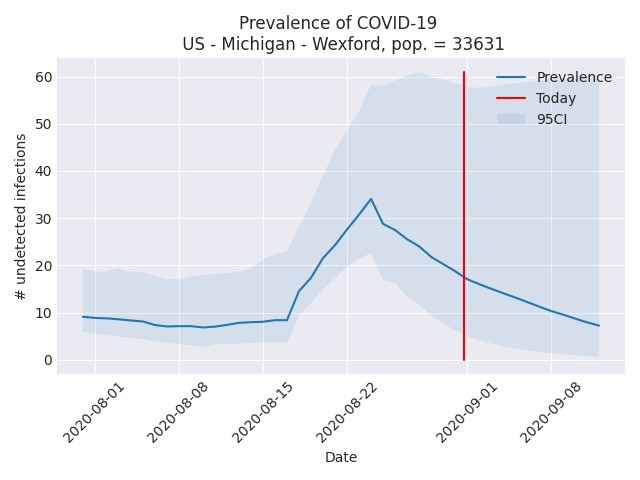 Prevalence of COVID-19
US - Michigan - Wexford, pop. = 33631
Prevalence
Today
95CI
# undetected infections
60
50
40
30
20
10
0
2020-08-01
2020-08-08
2020-08-15
2020-08-22
2020-09-01
2020-09-08
Date